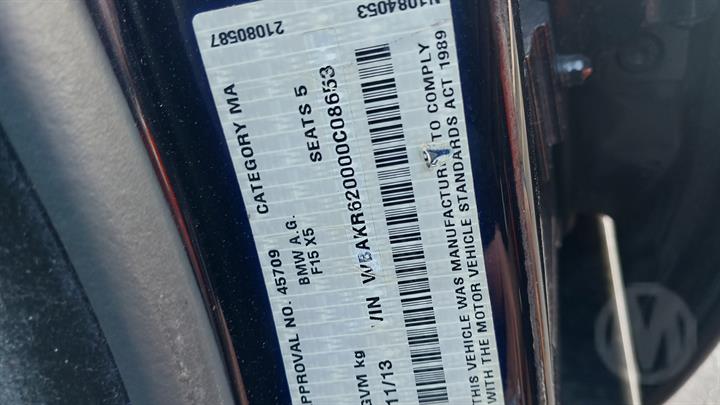 21080587 N1084053
CATEGORY MA
APPROVAL NO. 45709
BMW A.G. SEATS 5
F15 X5
VIN WBAKR620000C08653
GVM kg
11/13
THIS VEHICLE WAS MANUFACTURED TO COMPLY
WITH THE MOTOR VEHICLE STANDARDS ACT 1989
M